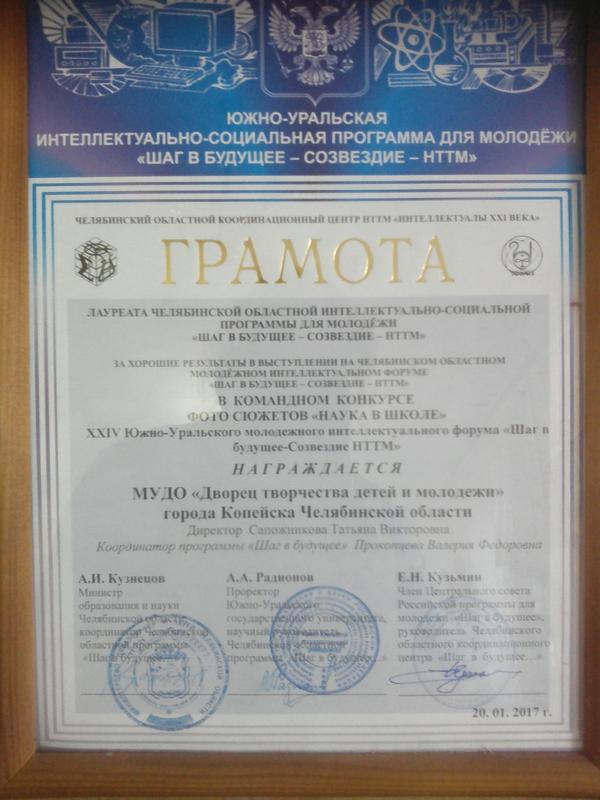 ЮЖНО-УРАЛЬСКАЯ
ИНТЕЛЛЕКТУАЛЬНО-СОЦИАЛЬНАЯ ПРОГРАММА ДЛЯ МОЛОДЁЖИ
«ШАГ В БУДУЩЕЕ – СОЗВЕЗДИЕ – НТТМ»
ЧЕЛЯБИНСКИЙ ОБЛАСТНОЙ КООРДИНАЦИОННЫЙ ЦЕНТР НТТМ «ИНТЕЛЛЕКТУАЛЫ XXI ВЕКА»
ГРАМОТА
ЛАУРЕАТА ЧЕЛЯБИНСКОЙ ОБЛАСТНОЙ ИНТЕЛЛЕКТУАЛЬНО-СОЦИАЛЬНОЙ
ПРОГРАММЫ ДЛЯ МОЛОДЁЖИ
«ШАГ В БУДУЩЕЕ – СОЗВЕЗДИЕ – НТТМ»
ЗА ХОРОШИЕ РЕЗУЛЬТАТЫ В ВЫСТУПЛЕНИИ НА ЧЕЛЯБИНСКОМ ОБЛАСТНОМ
МОЛОДЁЖНОМ ИНТЕЛЛЕКТУАЛЬНОМ ФОРУМЕ
«ШАГ В БУДУЩЕЕ – СОЗВЕЗДИЕ – НТТМ»
В КОМАНДНОМ КОНКУРСЕ
ФОТО СЮЖЕТОВ «НАУКА В ШКОЛЕ»
XXIV Южно-Уральского молодежного интеллектуального форума «Шаг в
будущее-Созвездие НТТМ»
НАГРАЖДАЕТСЯ
МУДО «Дворец творчества детей и молодежи»
города Копейска Челябинской области
Директор Сапожникова Татьяна Викторовна
Координатор программы «Шаг в будущее» Прокопцева Валерия Федоровна
А.И. Кузнецов
Министр
образования и науки
Челябинской области,
координатор Челябинской
областной программы
«Шаг в будущее...»
А.А. Радионов
Проректор
Южно-Уральского
государственного университета,
научный руководитель
Челябинской областной
программы «Шаг в будущее...»
Е.Н. Кузьмин
Член Центрального совета
Российской программы для
молодежи «Шаг в будущее»,
руководитель Челябинского
областного координационного
центра «Шаг в будущее...»
20. 01. 2017 г.